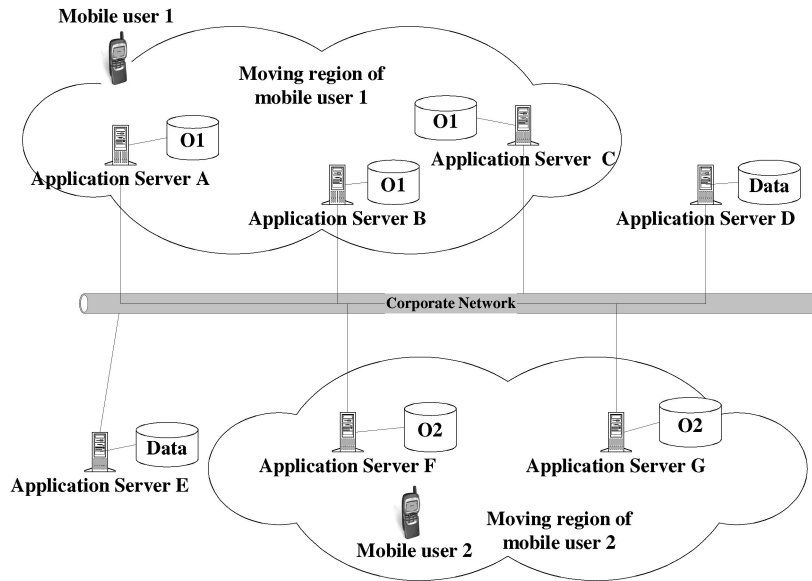 Mobile user 1
Moving region of
mobile user 1
O1
Application Server A
O1
Application Server B
O1
Application Server C
Data
Application Server D
Corporate Network
Data
Application Server E
O2
Application Server F
O2
Application Server G
Mobile user 2
Moving region of
mobile user 2